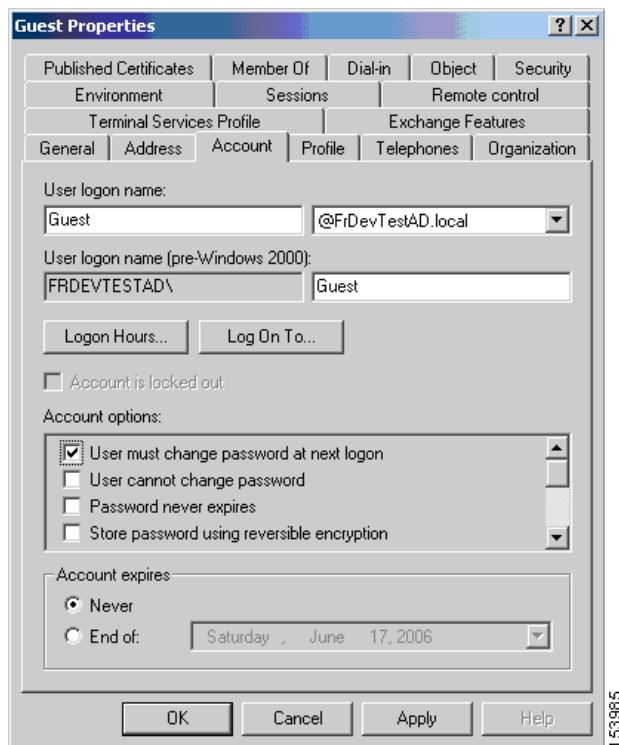 Guest Properties
Published Certificates Member Of Dial-in Object Security
Environment Sessions Remote control
Terminal Services Profile Exchange Features
General Address Account Profile Telephones Organization
User logon name:
Guest @FrDevTestAD.local
User logon name (pre-Windows 2000):
FRDEVTESTAD\ Guest
Logon Hours... Log On To...
Account is locked out
Account options:
User must change password at next logon
User cannot change password
Password never expires
Store password using reversible encryption
Account expires
Never
End of: Saturday , June 17, 2006
OK Cancel Apply Help
153985